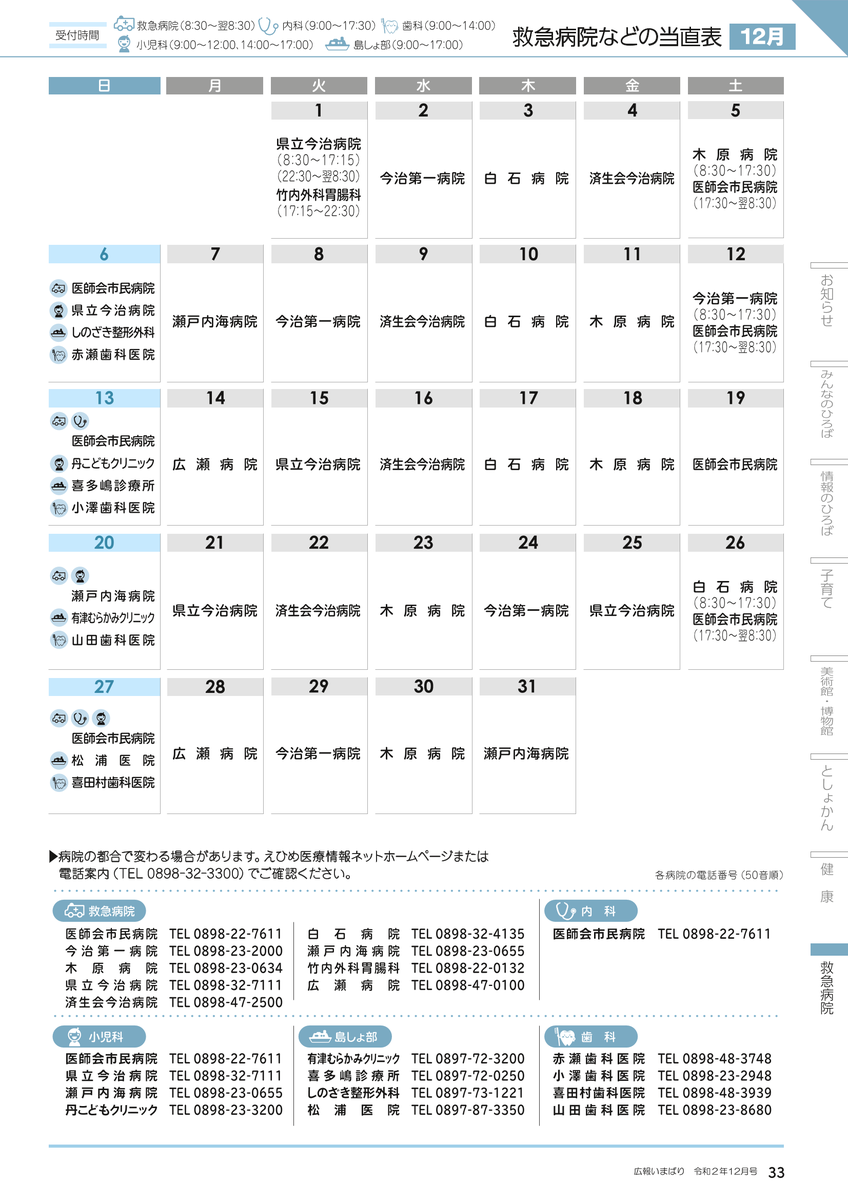 受付時間
救急病院（8:30～翌8:30） 内科（9:00～17:30） 歯科（9:00～14:00）
小児科（9:00～12:00、14:00～17:00） 島しょ部（9:00～17:00）
救急病院などの当直表 12月
日 月 火 水 木 金 土
1 2 3 4 5
県立今治病院
（8:30～17:15）
（22:30～翌8:30）
竹内外科胃腸科
（17:15～22:30）
今治第一病院
白石病院
済生会今治病院
木原病院
（8:30～17:30）
医師会市民病院
（17:30～翌8:30）
6 7 8 9 10 11 12
医師会市民病院
県立今治病院
しのざき整形外科
赤瀬歯科医院
瀬戸内海病院
今治第一病院
済生会今治病院
白石病院
木原病院
今治第一病院
（8:30～17:30）
医師会市民病院
（17:30～翌8:30）
13 14 15 16 17 18 19
医師会市民病院
丹こどもクリニック
喜多嶋診療所
小澤歯科医院
広瀬病院
県立今治病院
済生会今治病院
白石病院
木原病院
医師会市民病院
20 21 22 23 24 25 26
瀬戸内海病院
有津むらかみクリニック
山田歯科医院
県立今治病院
済生会今治病院
木原病院
今治第一病院
県立今治病院
白石病院
（8:30～17:30）
医師会市民病院
（17:30～翌8:30）
27 28 29 30 31
医師会市民病院
松浦医院
喜田村歯科医院
広瀬病院
今治第一病院
木原病院
瀬戸内海病院
▶病院の都合で変わる場合があります。えひめ医療情報ネットホームページまたは
電話案内（TEL 0898-32-3300）でご確認ください。
各病院の電話番号（50音順）
救急病院
医師会市民病院 TEL 0898-22-7611
今治第一病院 TEL 0898-23-2000
木原病院 TEL 0898-23-0634
県立今治病院 TEL 0898-32-7111
済生会今治病院 TEL 0898-47-2500
白石病院 TEL 0898-32-4135
瀬戸内海病院 TEL 0898-23-0655
竹内外科胃腸科 TEL 0898-22-0132
広瀬病院 TEL 0898-47-0100
内科
医師会市民病院 TEL 0898-22-7611
小児科
医師会市民病院 TEL 0898-22-7611
県立今治病院 TEL 0898-32-7111
瀬戸内海病院 TEL 0898-23-0655
丹こどもクリニック TEL 0898-23-3200
島しょ部
有津むらかみクリニック TEL 0897-72-3200
喜多嶋診療所 TEL 0897-72-0250
しのざき整形外科 TEL 0897-73-1221
松浦医院 TEL 0897-87-3350
歯科
赤瀬歯科医院 TEL 0898-48-3748
小澤歯科医院 TEL 0898-23-2948
喜田村歯科医院 TEL 0898-48-3939
山田歯科医院 TEL 0898-23-8680
お知らせ
みんなのひろば
情報のひろば
子育て
美術館・博物館
としょかん
健康
救急病院
広報いまばり 令和2年12月号 33